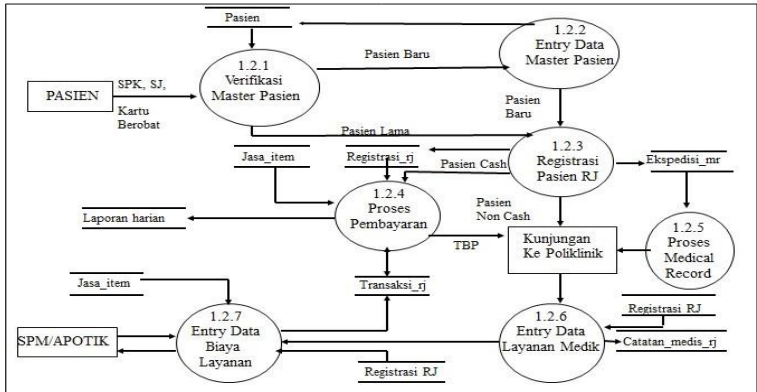 Pasien
1.2.2
Entry Data
Master Pasien
Pasien Baru
1.2.1
Verifikasi
Master Pasien
SPK, SJ,
PASIEN
Kartu
Berobat
Pasien
Baru
Pasien Lama
1.2.3
Registrasi
Pasien RJ
Jasa_item
Registrasi_rj
Pasien Cash
Ekspedisi_mr
1.2.4
Proses
Pembayaran
Pasien
Non Cash
Laporan harian
TBP
Kunjungan
Ke Poliklinik
1.2.5
Proses
Medical
Record
Jasa_item
Transaksi_rj
1.2.7
Entry Data
Biaya
Layanan
SPM/APOTIK
1.2.6
Entry Data
Layanan Medik
Registrasi RJ
Catatan_medis_rj
Registrasi RJ